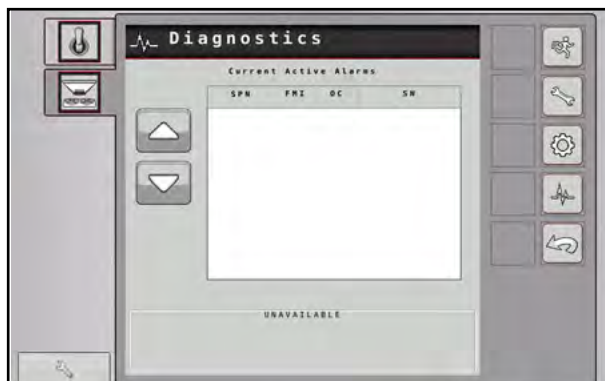 Diagnostics
Current Active Alarms
SPN FMI OC SN
UNAVAILABLE